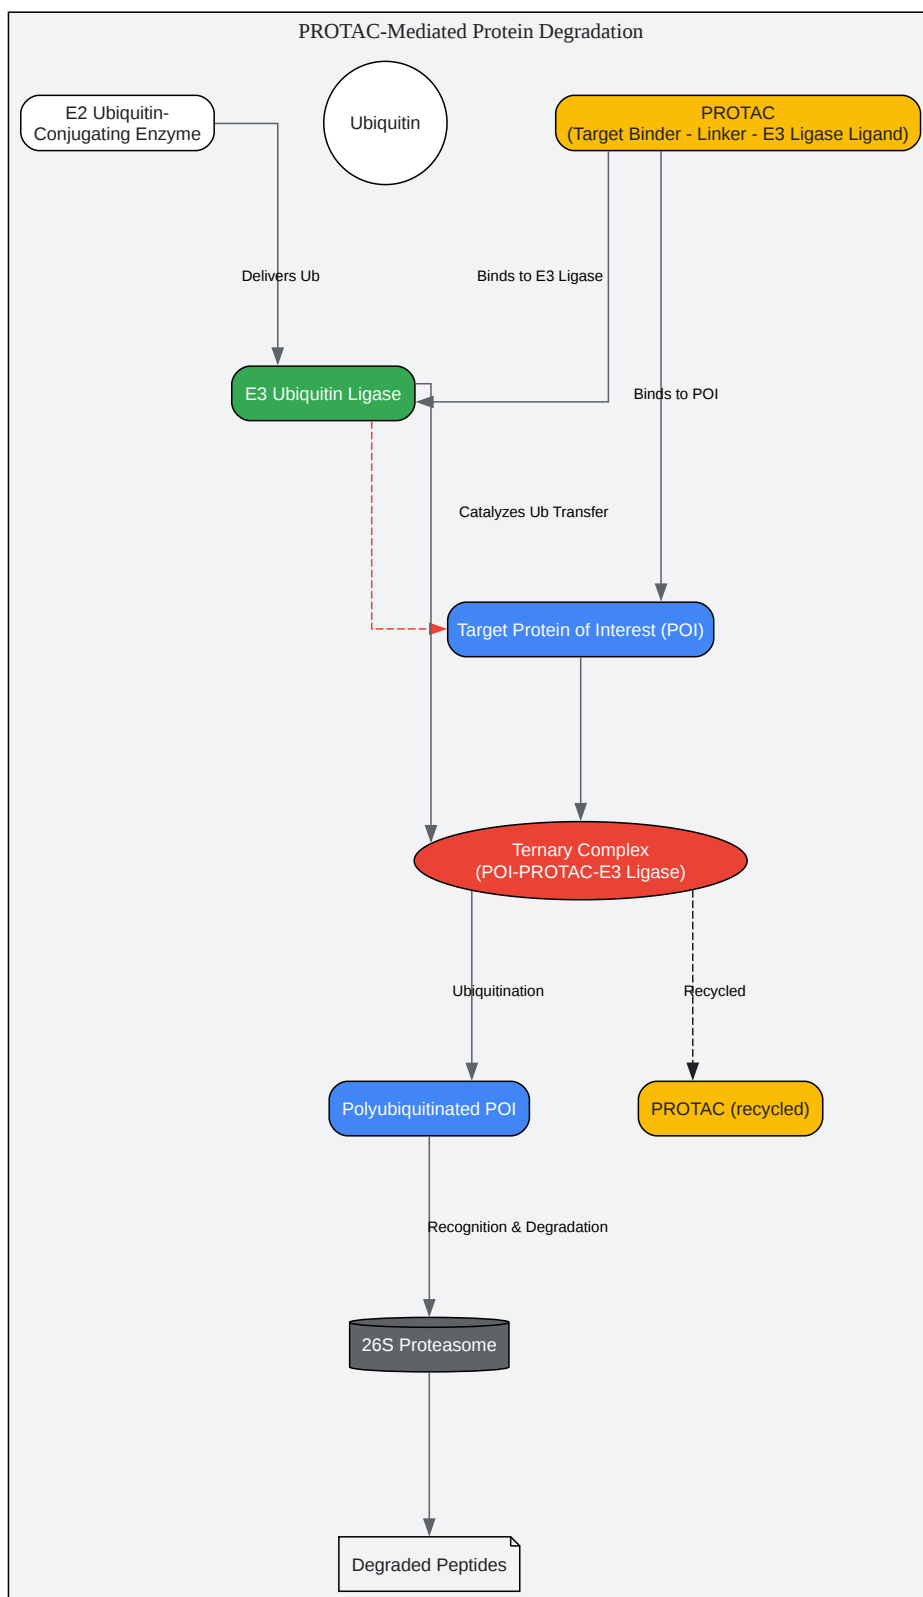 PROTAC-Mediated Protein Degradation
E2 Ubiquitin-
Conjugating Enzyme
Ubiquitin
PROTAC
(Target Binder - Linker - E3 Ligase Ligand)
Delivers Ub
Binds to E3 Ligase
E3 Ubiquitin Ligase
Binds to POI
Catalyzes Ub Transfer
Target Protein of Interest (POI)
Ternary Complex
(POI-PROTAC-E3 Ligase)
Ubiquitination
Recycled
Polyubiquitinated POI
PROTAC (recycled)
Recognition & Degradation
26S Proteasome
Degraded Peptides